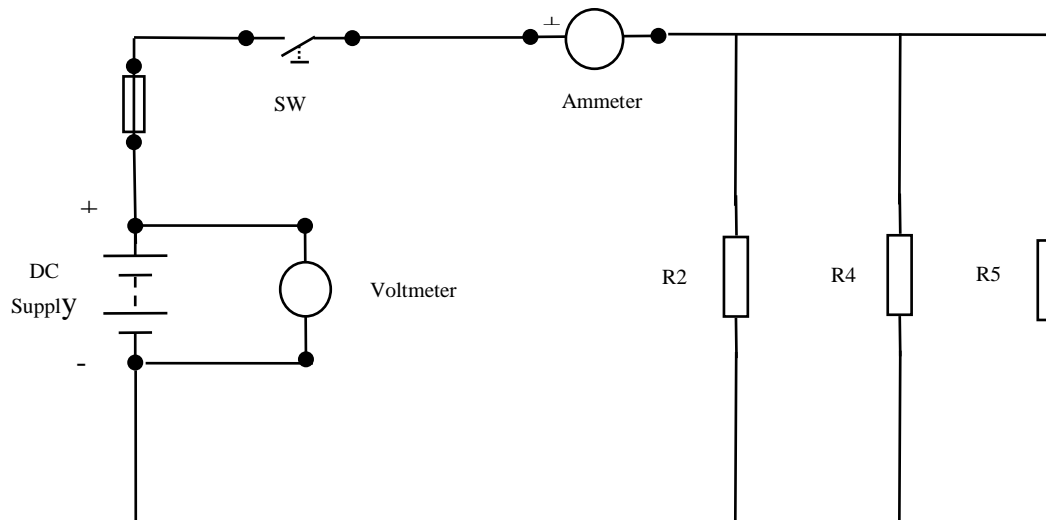 +
SW
Ammeter
+
DC
Supply
-
Voltmeter
R2
R4
R5